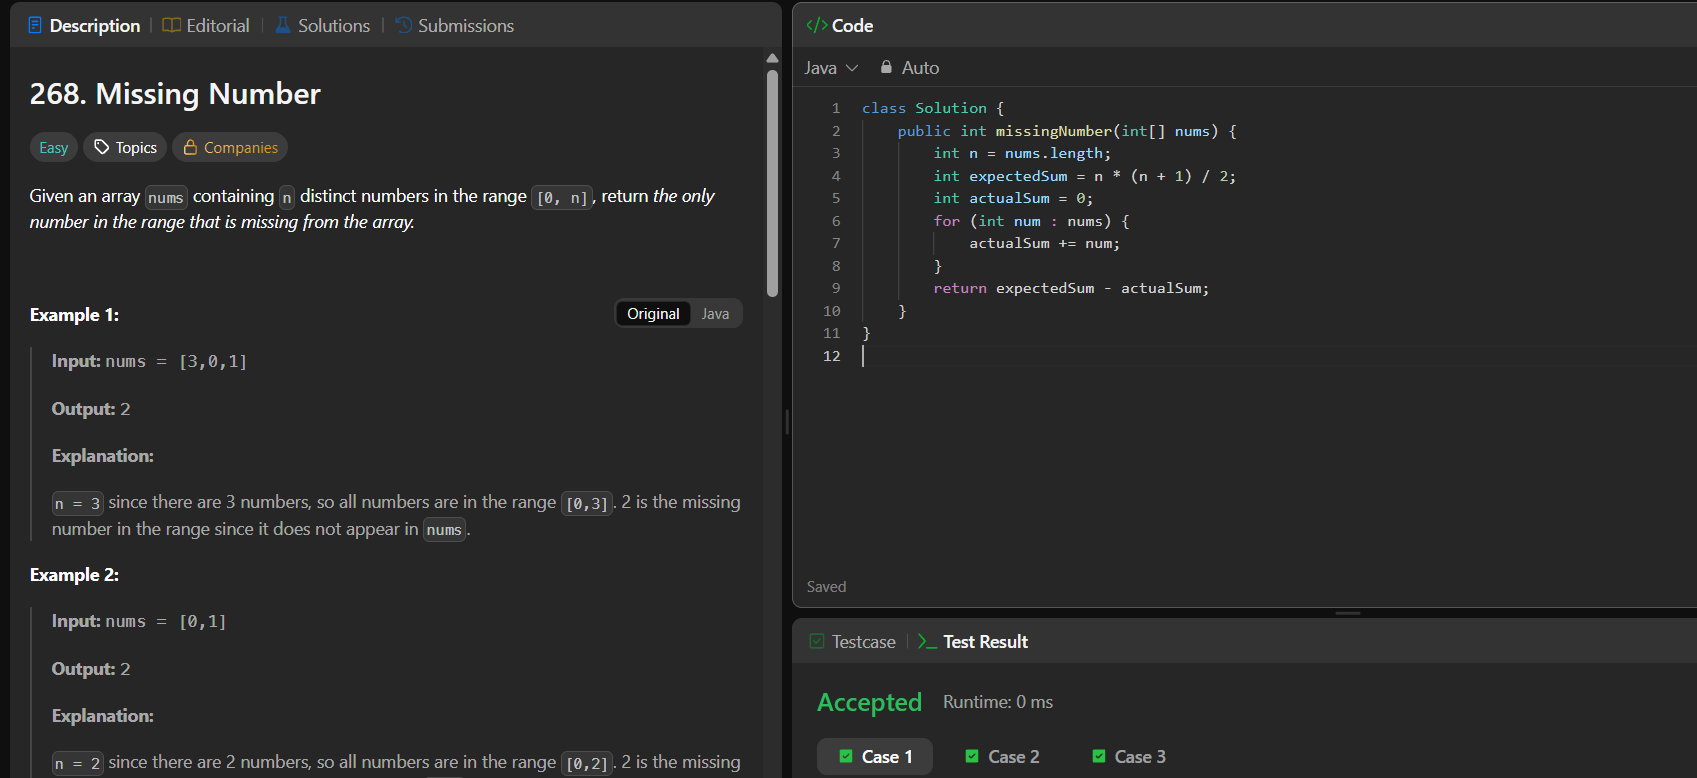 Description | Editorial | Solutions | Submissions
268. Missing Number
Easy Topics Companies
Given an array nums containing n distinct numbers in the range [0, n], return the only
number in the range that is missing from the array.
Example 1:
Original Java
Input: nums = [3,0,1]
Output: 2
Explanation:
n = 3 since there are 3 numbers, so all numbers are in the range [0,3]. 2 is the missing
number in the range since it does not appear in nums.
Example 2:
Input: nums = [0,1]
Output: 2
Explanation:
n = 2 since there are 2 numbers, so all numbers are in the range [0,2]. 2 is the missing
</> Code
Java Auto
1 class Solution {
2     public int missingNumber(int[] nums) {
3         int n = nums.length;
4         int expectedSum = n * (n + 1) / 2;
5         int actualSum = 0;
6         for (int num : nums) {
7             actualSum += num;
8         }
9         return expectedSum - actualSum;
10     }
11 }
12
Saved
Testcase | >_ Test Result
Accepted Runtime: 0 ms
Case 1 Case 2 Case 3